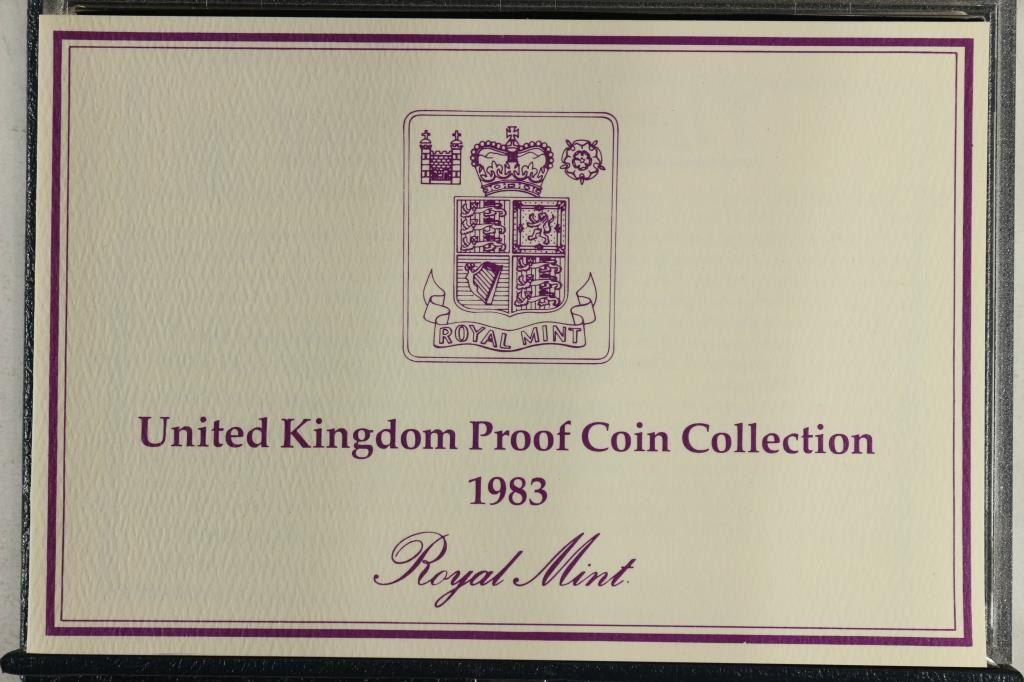 ROYAL MINT
United Kingdom Proof Coin Collection
1983
Royal Mint